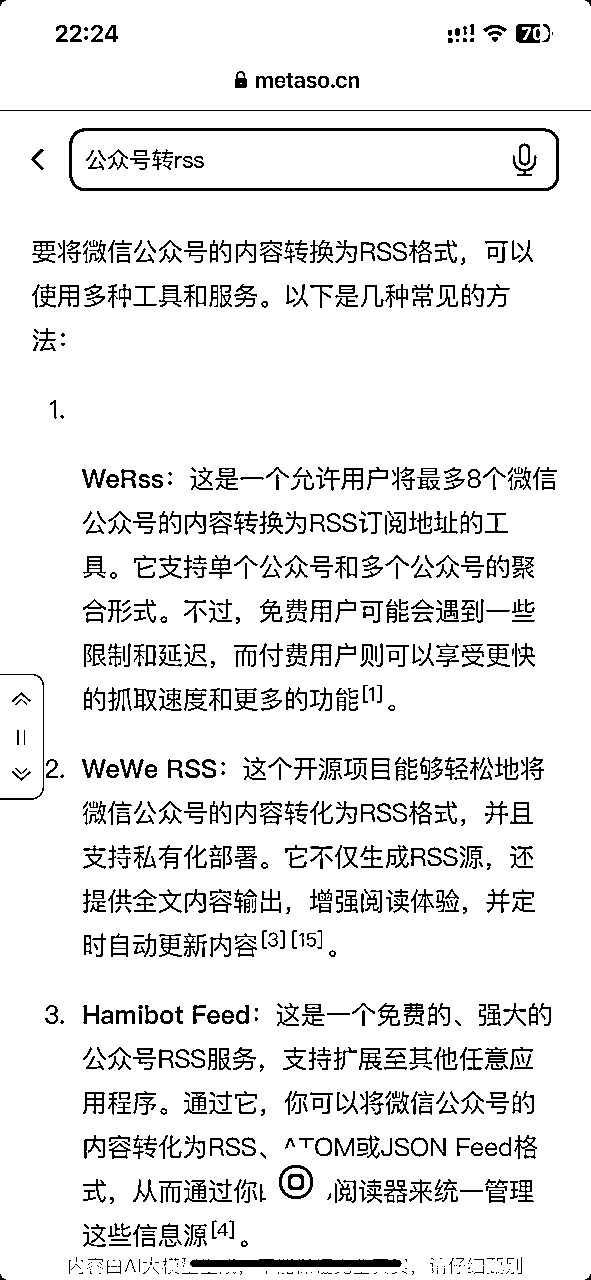 22:24
70
metaso.cn
公众号转rss
要将微信公众号的内容转换为RSS格式，可以
使用多种工具和服务。以下是几种常见的方
法：
1.
WeRss：这是一个允许用户将最多8个微信
公众号的内容转换为RSS订阅地址的工
具。它支持单个公众号和多个公众号的聚
合形式。不过，免费用户可能会遇到一些
限制和延迟，而付费用户则可以享受更快
的抓取速度和更多的功能[1]。
2. WeWe RSS：这个开源项目能够轻松地将
微信公众号的内容转化为RSS格式，并且
支持私有化部署。它不仅生成RSS源，还
提供全文内容输出，增强阅读体验，并定
时自动更新内容[3][15]。
3. Hamibot Feed：这是一个免费的、强大的
公众号RSS服务，支持扩展至其他任意应
用程序。通过它，你可以将微信公众号的
内容转化为RSS、ATOM或JSON Feed格
式，从而通过你 阅读器来统一管理
这些信息源[4]。
内容由AI大模型生成，请仔细甄别